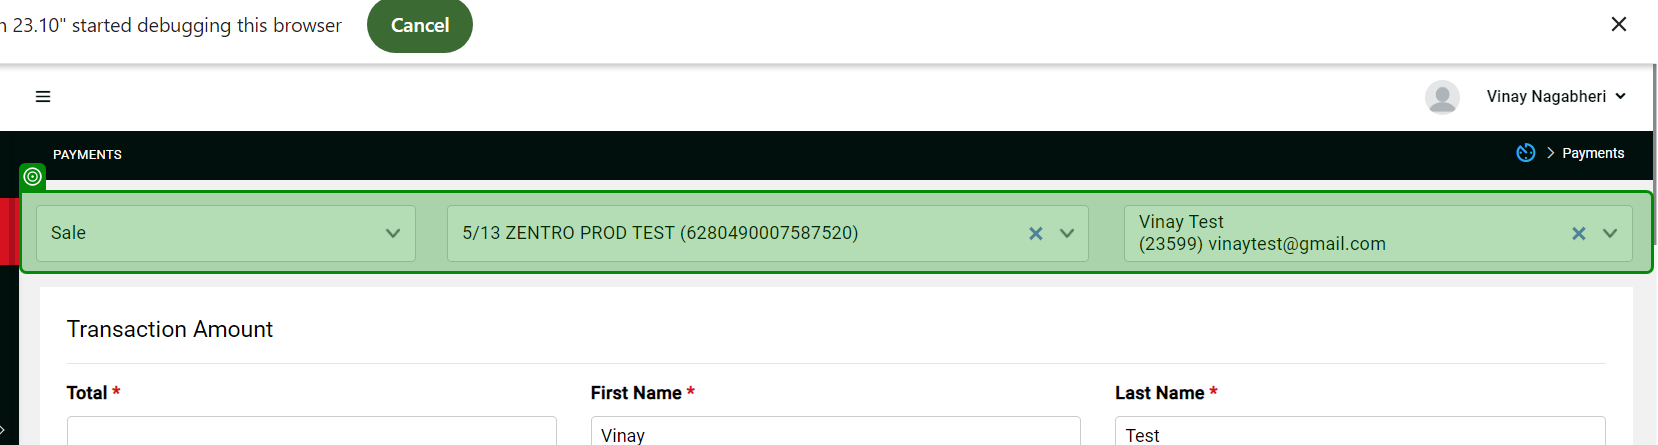 23.10" started debugging this browser
Cancel
Vinay Nagabheri
PAYMENTS
Payments
Sale
5/13 ZENTRO PROD TEST (6280490007587520)
Vinay Test
(23599) vinaytest@gmail.com
Transaction Amount
Total *
First Name *
Last Name *
Vinay
Test